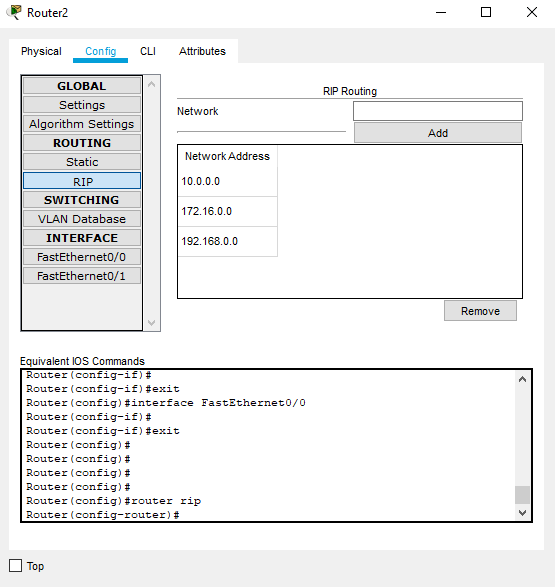 Router2
Physical Config CLI Attributes
GLOBAL
Settings
Algorithm Settings
ROUTING
Static
RIP
SWITCHING
VLAN Database
INTERFACE
FastEthernet0/0
FastEthernet0/1
RIP Routing
Network
Add
Network Address
10.0.0.0
172.16.0.0
192.168.0.0
Remove
Equivalent IOS Commands
Router(config-if)#
Router(config-if)#exit
Router(config)#interface FastEthernet0/0
Router(config-if)#
Router(config-if)#exit
Router(config)#
Router(config)#
Router(config)#
Router(config)#
Router(config)#router rip
Router(config-router)#
Top